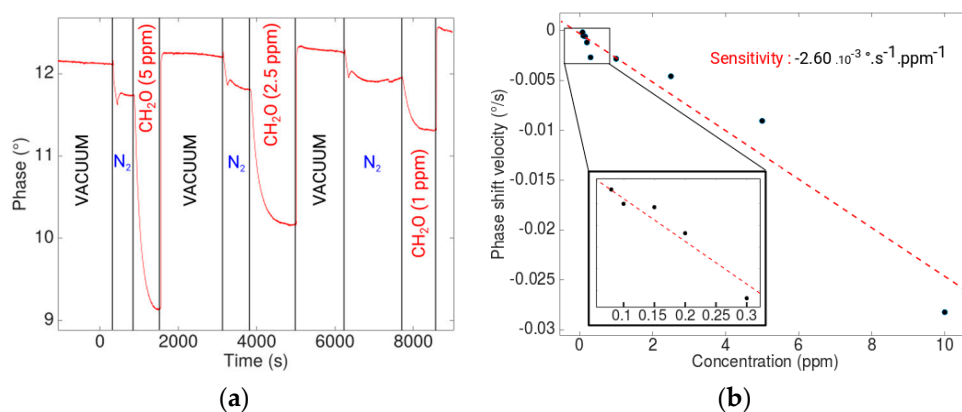 12
11
10
9
Phase (°)
VACUUM
N2
CH2O (5 ppm)
VACUUM
N2
CH2O (2.5 ppm)
VACUUM
N2
CH2O (1 ppm)
0 2000 4000 6000 8000
Time (s)
(a)
0
-0.005
-0.01
-0.015
-0.02
-0.025
-0.03
Phase shift velocity (°/s)
Sensitivity : -2.60 .10⁻³ °.s⁻¹.ppm⁻¹
0.1 0.15 0.2 0.25 0.3
0 2 4 6 8 10
Concentration (ppm)
(b)